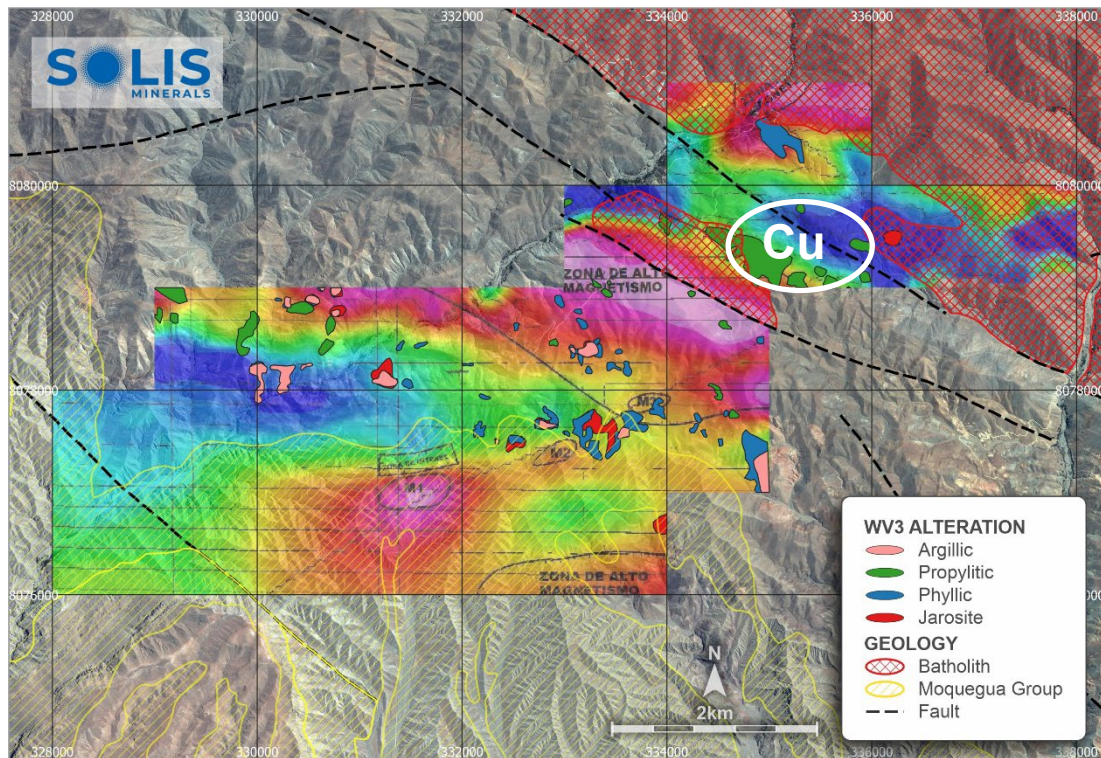 328000
330000
332000
334000
336000
338000
SOLIS
MINERALS
8080000
8080000
Cu
ZONA DE ALTO
MAGNETISMO
8078000
8078000
M3
M2
M1
ZONA DE ALTO
MAGNETISMO
8076000
WV3 ALTERATION
Argillic
Propylitic
Phyllic
Jarosite
GEOLOGY
Batholith
Moquegua Group
Fault
N
2km
328000
330000
332000
334000
336000
338000